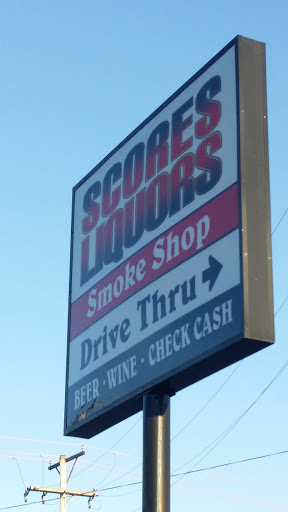 SCORES
LIQUORS
Smoke Shop
Drive Thru →
BEER · WINE · CHECK CASH